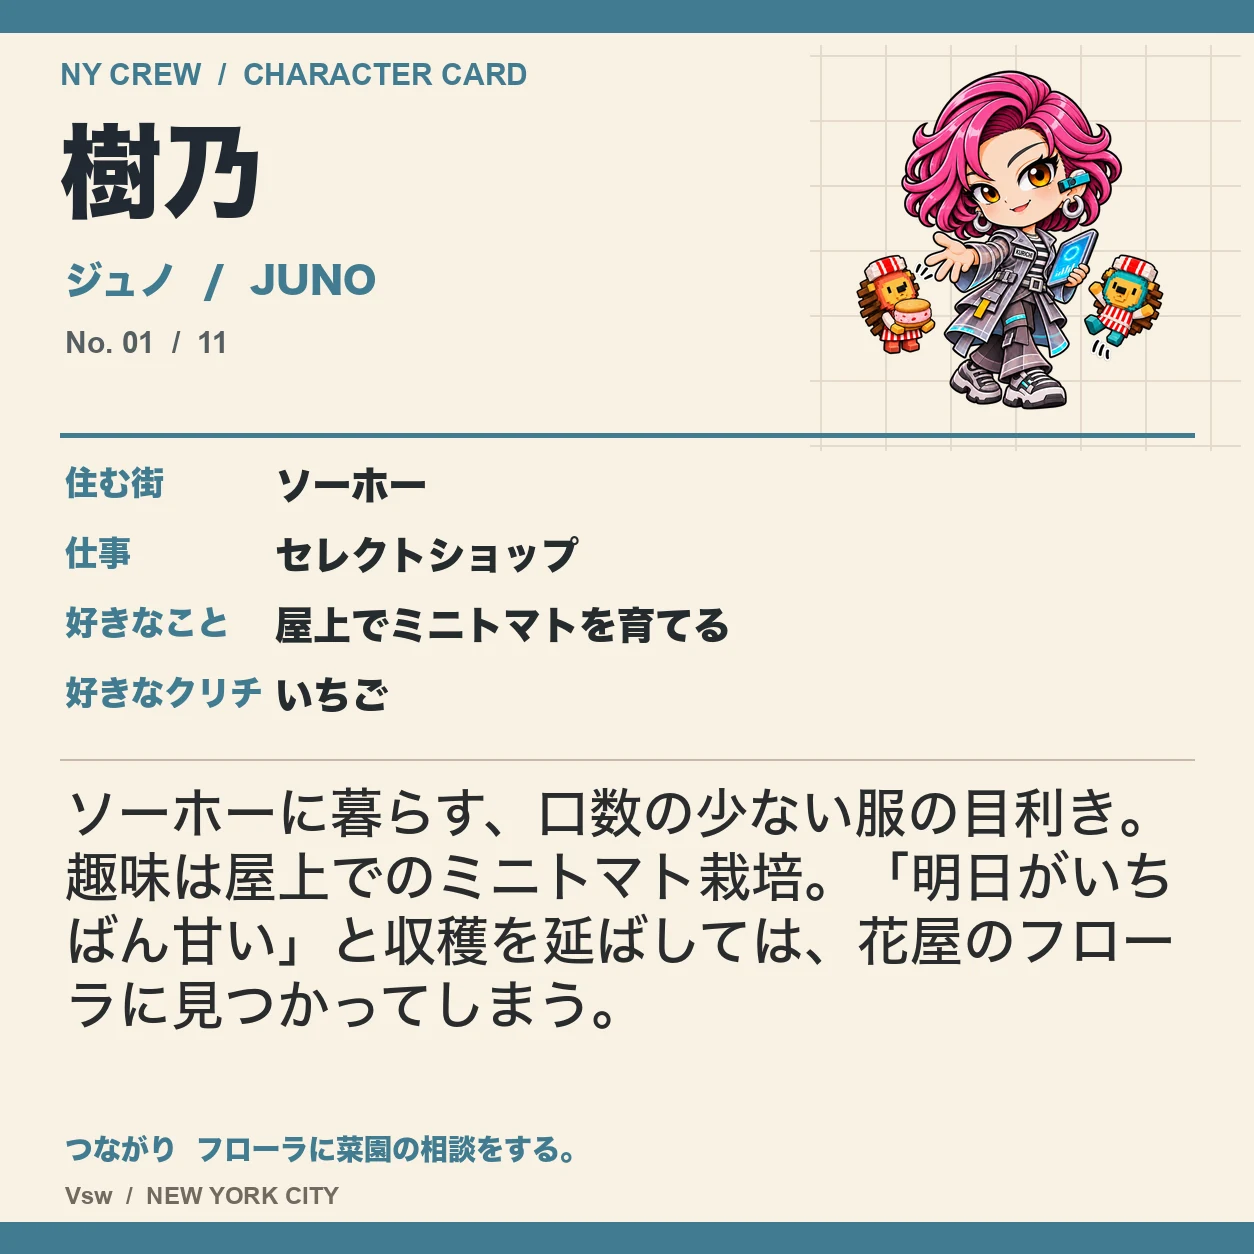 NY CREW / CHARACTER CARD
樹乃
ジュノ / JUNO
No. 01 / 11
KURICHI
住む街 ソーホー
仕事 セレクトショップ
好きなこと 屋上でミニトマトを育てる
好きなクリチ いちご
ソーホーに暮らす、口数の少ない服の目利き。
趣味は屋上でのミニトマト栽培。「明日がいち
ばん甘い」と収穫を延ばしては、花屋のフロー
ラに見つかってしまう。
つながり フローラに菜園の相談をする。
Vsw / NEW YORK CITY